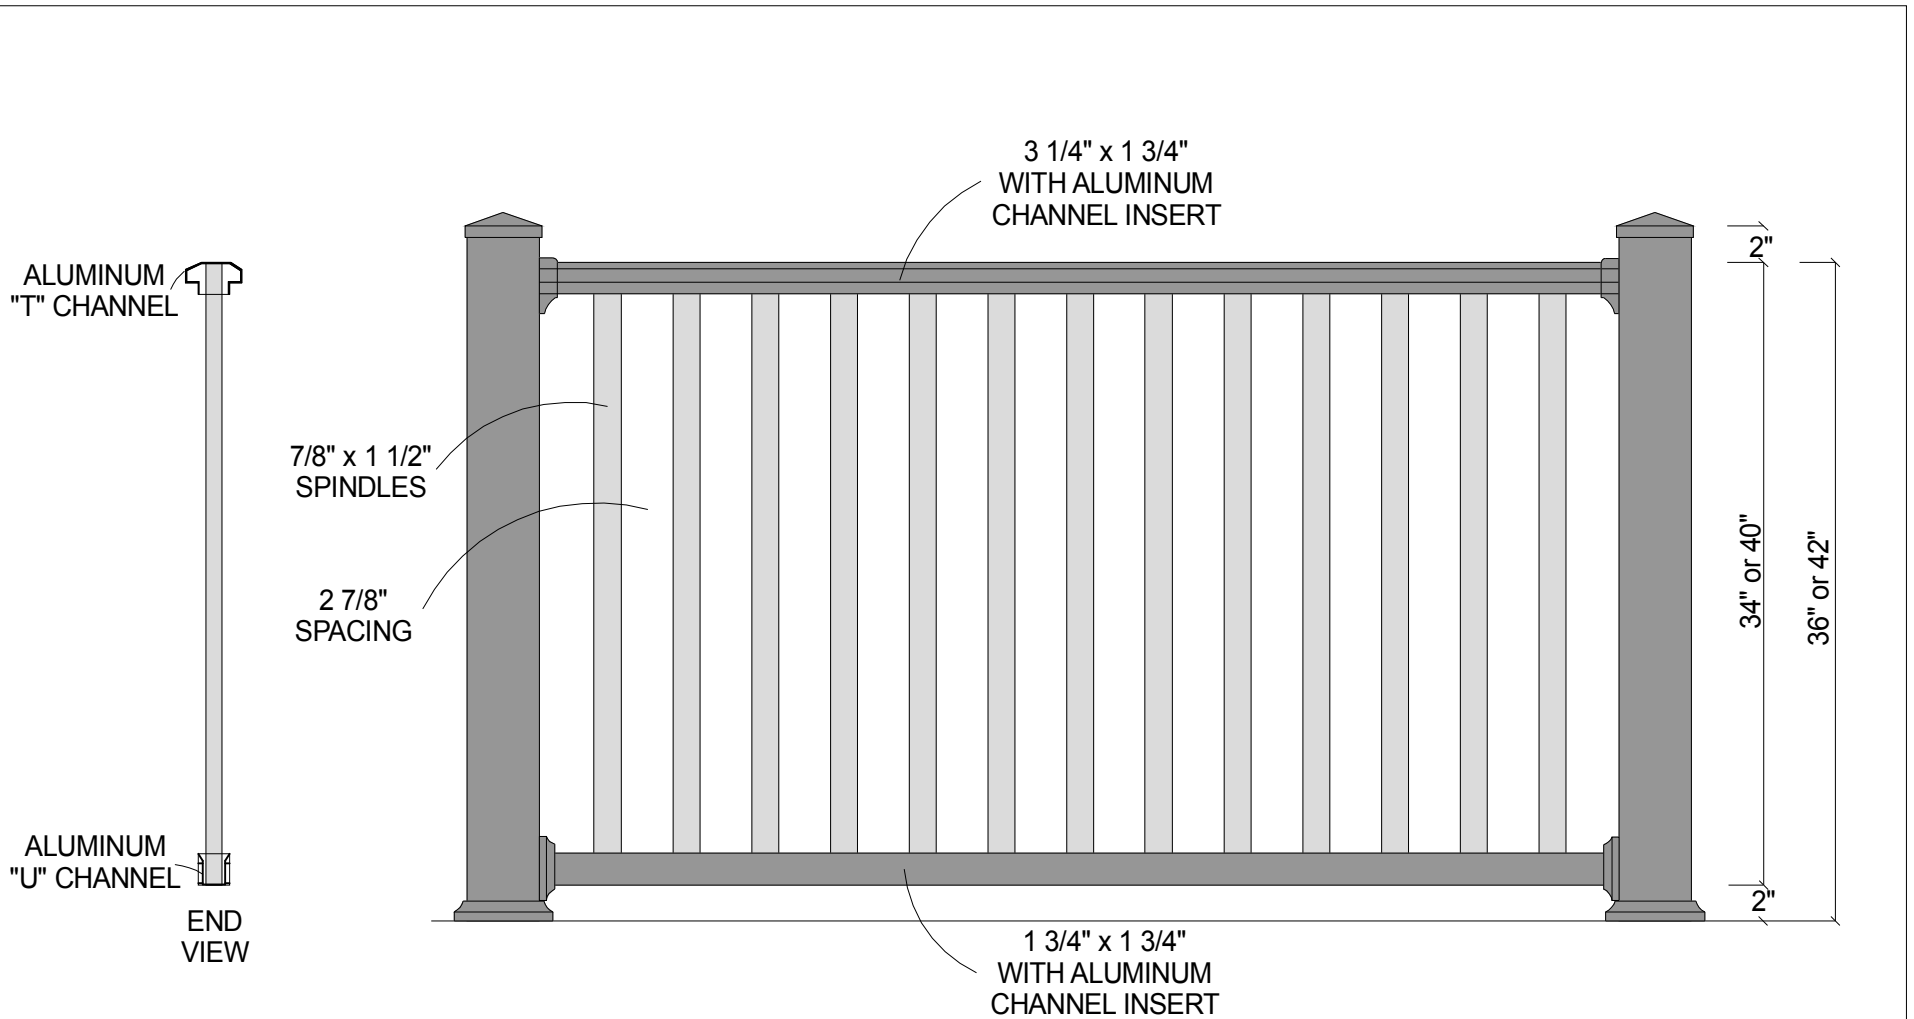 3 1/4" x 1 3/4"
WITH ALUMINUM
CHANNEL INSERT
2"
ALUMINUM
"T" CHANNEL
7/8" x 1 1/2"
SPINDLES
34" or 40"
36" or 42"
2 7/8"
SPACING
ALUMINUM
"U" CHANNEL
2"
END
VIEW
1 3/4" x 1 3/4"
WITH ALUMINUM
CHANNEL INSERT